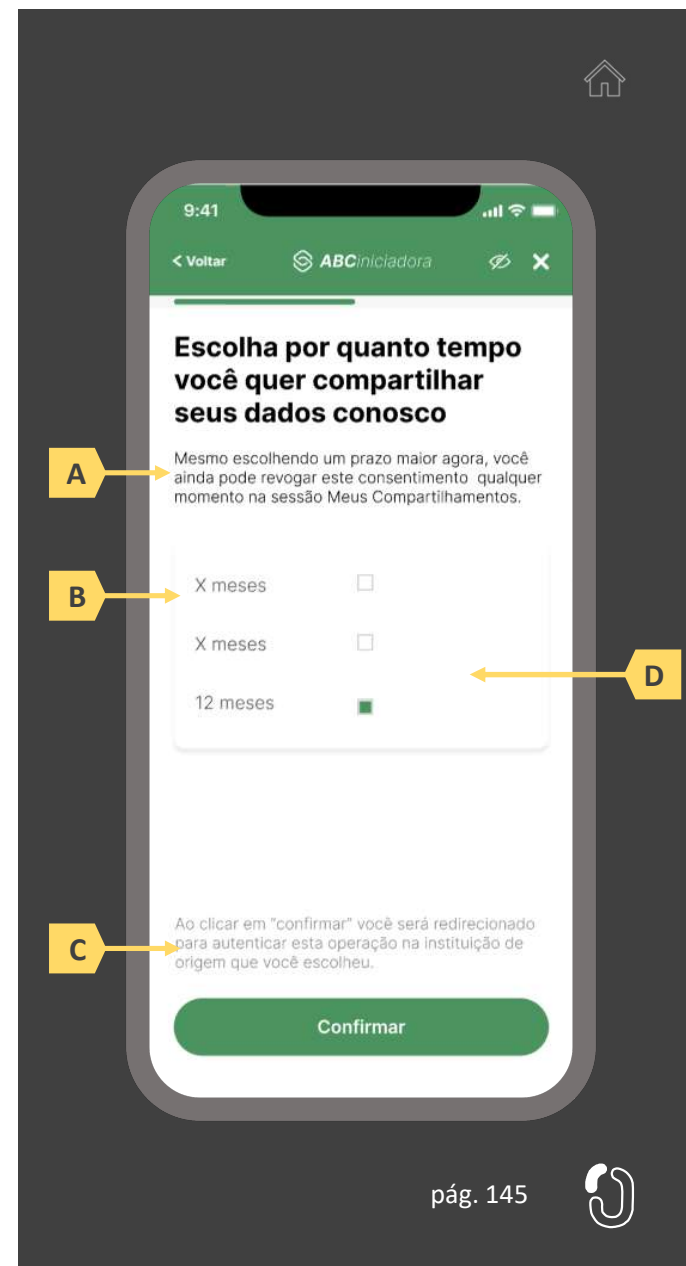 9:41
< Voltar
ABCiniciadora
Escolha por quanto tempo
você quer compartilhar
seus dados conosco
A
Mesmo escolhendo um prazo maior agora, você
ainda pode revogar este consentimento qualquer
momento na sessão Meus Compartilhamentos.
B
X meses
X meses
D
12 meses
C
Ao clicar em "confirmar" você será redirecionado
para autenticar esta operação na instituição de
origem que você escolheu.
Confirmar
pág. 145